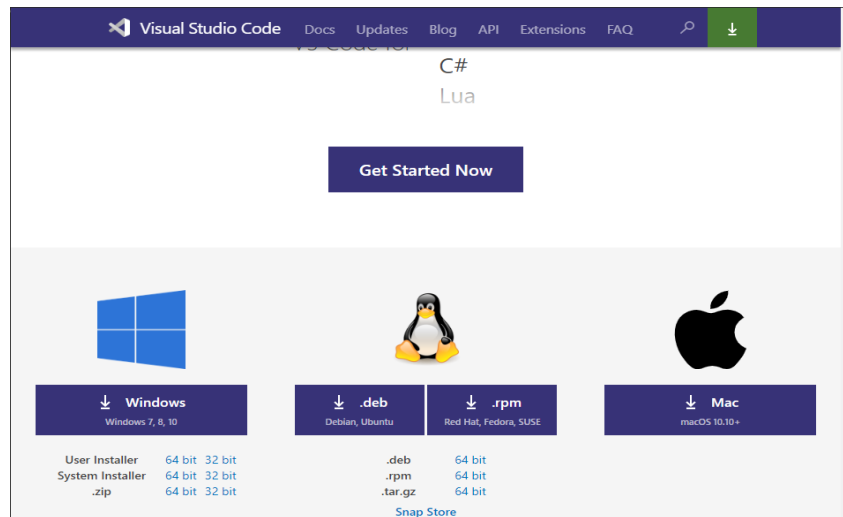 Visual Studio Code Docs Updates Blog API Extensions FAQ
VS Code for
C#
Lua
Get Started Now
Windows
Windows 7, 8, 10
.deb
Debian, Ubuntu
.rpm
Red Hat, Fedora, SUSE
Mac
macOS 10.10+
User Installer 64 bit 32 bit
System Installer 64 bit 32 bit
.zip 64 bit 32 bit
.deb 64 bit
.rpm 64 bit
.tar.gz 64 bit
Snap Store